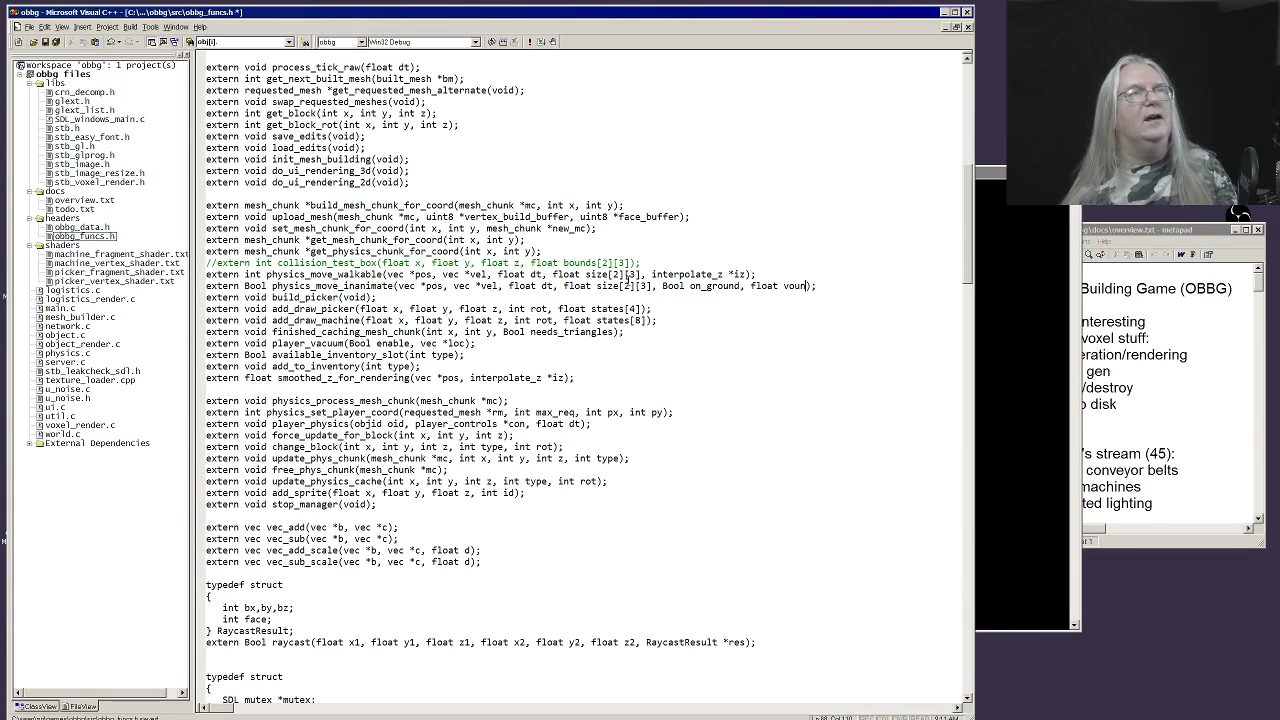 obbg - Microsoft Visual C++ - [C:\...\obbg\src\obbg_funcs.h *]
File Edit View Insert Project Build Tools Window Help
obj[i]. obbg Win32 Debug
workspace 'obbg': 1 project(s)
obbg files
libs
crn_decomp.h
glext.h
glext_list.h
SDL_windows_main.c
stb.h
stb_easy_font.h
stb_gl.h
stb_glprog.h
stb_image.h
stb_image_resize.h
stb_voxel_render.h
docs
overview.txt
todo.txt
headers
obbg_data.h
obbg_funcs.h
shaders
machine_fragment_shader.txt
machine_vertex_shader.txt
picker_fragment_shader.txt
picker_vertex_shader.txt
logistics.c
logistics_render.c
main.c
mesh_builder.c
network.c
object.c
object_render.c
physics.c
server.c
stb_leakcheck_sdl.h
texture_loader.cpp
u_noise.c
u_noise.h
ui.c
util.c
voxel_render.c
world.c
External Dependencies
ClassView FileView
extern void process_tick_raw(float dt);
extern int get_next_built_mesh(built_mesh *bm);
extern requested_mesh *get_requested_mesh_alternate(void);
extern void swap_requested_meshes(void);
extern int get_block(int x, int y, int z);
extern int get_block_rot(int x, int y, int z);
extern void save_edits(void);
extern void load_edits(void);
extern void init_mesh_building(void);
extern void do_ui_rendering_3d(void);
extern void do_ui_rendering_2d(void);
extern mesh_chunk *build_mesh_chunk_for_coord(mesh_chunk *mc, int x, int y);
extern void upload_mesh(mesh_chunk *mc, uint8 *vertex_build_buffer, uint8 *face_buffer);
extern void set_mesh_chunk_for_coord(int x, int y, mesh_chunk *new_mc);
extern mesh_chunk *get_mesh_chunk_for_coord(int x, int y);
extern mesh_chunk *get_physics_chunk_for_coord(int x, int y);
//extern int collision_test_box(float x, float y, float z, float bounds[2][3]);
extern int physics_move_walkable(vec *pos, vec *vel, float dt, float size[2][3], interpolate_z *iz);
extern Bool physics_move_inanimate(vec *pos, vec *vel, float dt, float size[2][3], Bool on_ground, float voun);
extern void build_picker(void);
extern void add_draw_picker(float x, float y, float z, int rot, float states[4]);
extern void add_draw_machine(float x, float y, float z, int rot, float states[8]);
extern void finished_caching_mesh_chunk(int x, int y, Bool needs_triangles);
extern void player_vacuum(Bool enable, vec *loc);
extern Bool available_inventory_slot(int type);
extern void add_to_inventory(int type);
extern float smoothed_z_for_rendering(vec *pos, interpolate_z *iz);
extern void physics_process_mesh_chunk(mesh_chunk *mc);
extern int physics_set_player_coord(requested_mesh *rm, int max_req, int px, int py);
extern void player_physics(objid oid, player_controls *con, float dt);
extern void force_update_for_block(int x, int y, int z);
extern void change_block(int x, int y, int z, int type, int rot);
extern void update_phys_chunk(mesh_chunk *mc, int x, int y, int z, int type);
extern void free_phys_chunk(mesh_chunk *mc);
extern void update_physics_cache(int x, int y, int z, int type, int rot);
extern void add_sprite(float x, float y, float z, int id);
extern void stop_manager(void);
extern vec vec_add(vec *b, vec *c);
extern vec vec_sub(vec *b, vec *c);
extern vec vec_add_scale(vec *b, vec *c, float d);
extern vec vec_sub_scale(vec *b, vec *c, float d);
typedef struct
{
int bx,by,bz;
int face;
} RaycastResult;
extern Bool raycast(float x1, float y1, float z1, float x2, float y2, float z2, RaycastResult *res);
typedef struct
{
SDL_mutex *mutex;
g\docs\overview.txt - metapad
Help
Building Game (OBBG)
nteresting
voxel stuff:
eration/rendering
gen
/destroy
o disk
's stream (45):
conveyor belts
machines
ted lighting